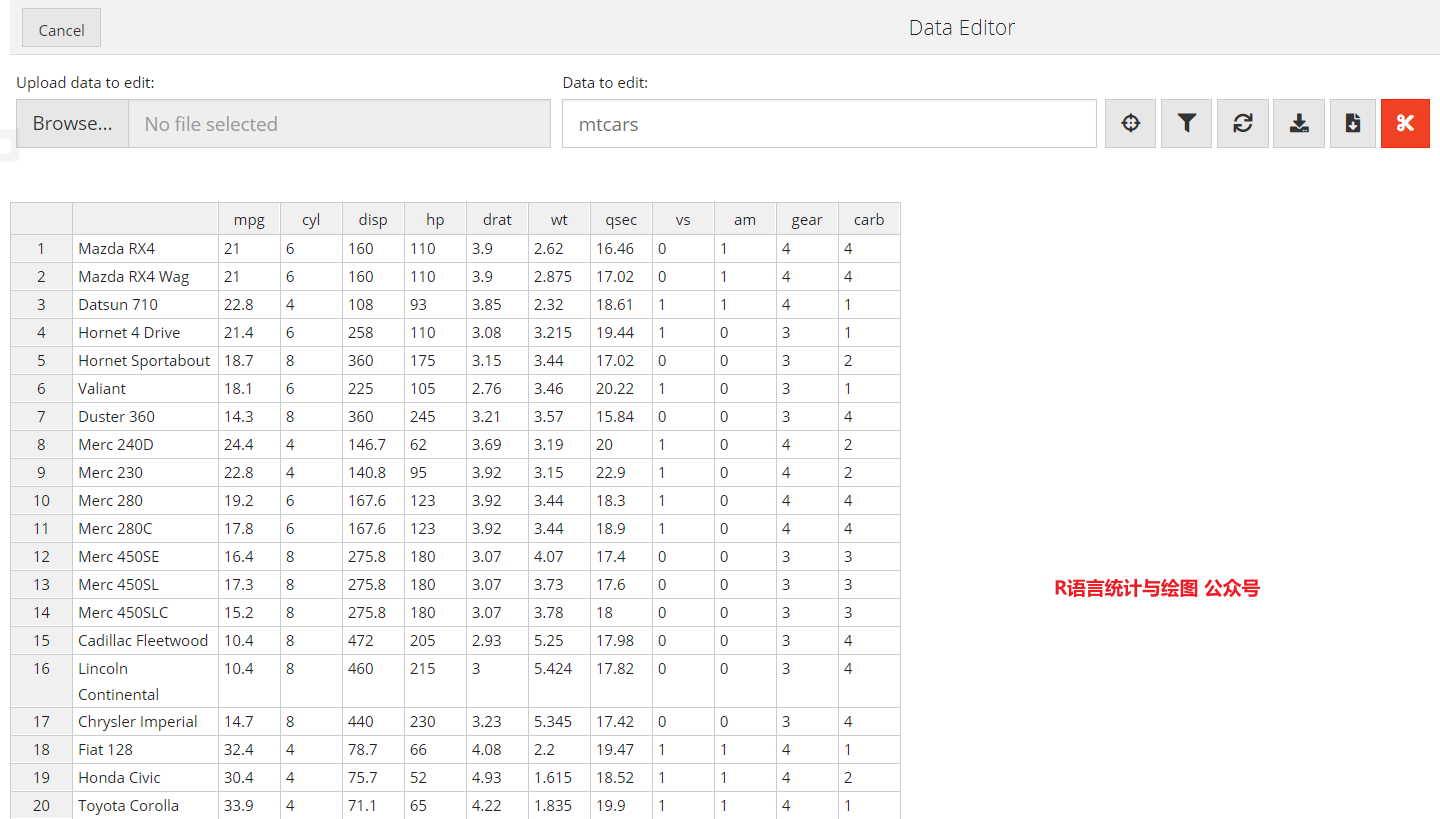 Cancel
Data Editor
Upload data to edit:
Data to edit:
Browse... No file selected
mtcars
mpg cyl disp hp drat wt qsec vs am gear carb
1 Mazda RX4 21 6 160 110 3.9 2.62 16.46 0 1 4 4
2 Mazda RX4 Wag 21 6 160 110 3.9 2.875 17.02 0 1 4 4
3 Datsun 710 22.8 4 108 93 3.85 2.32 18.61 1 1 4 1
4 Hornet 4 Drive 21.4 6 258 110 3.08 3.215 19.44 1 0 3 1
5 Hornet Sportabout 18.7 8 360 175 3.15 3.44 17.02 0 0 3 2
6 Valiant 18.1 6 225 105 2.76 3.46 20.22 1 0 3 1
7 Duster 360 14.3 8 360 245 3.21 3.57 15.84 0 0 3 4
8 Merc 240D 24.4 4 146.7 62 3.69 3.19 20 1 0 4 2
9 Merc 230 22.8 4 140.8 95 3.92 3.15 22.9 1 0 4 2
10 Merc 280 19.2 6 167.6 123 3.92 3.44 18.3 1 0 4 4
11 Merc 280C 17.8 6 167.6 123 3.92 3.44 18.9 1 0 4 4
12 Merc 450SE 16.4 8 275.8 180 3.07 4.07 17.4 0 0 3 3
13 Merc 450SL 17.3 8 275.8 180 3.07 3.73 17.6 0 0 3 3
14 Merc 450SLC 15.2 8 275.8 180 3.07 3.78 18 0 0 3 3
15 Cadillac Fleetwood 10.4 8 472 205 2.93 5.25 17.98 0 0 3 4
16 Lincoln 10.4 8 460 215 3 5.424 17.82 0 0 3 4
Continental
17 Chrysler Imperial 14.7 8 440 230 3.23 5.345 17.42 0 0 3 4
18 Fiat 128 32.4 4 78.7 66 4.08 2.2 19.47 1 1 4 1
19 Honda Civic 30.4 4 75.7 52 4.93 1.615 18.52 1 1 4 2
20 Toyota Corolla 33.9 4 71.1 65 4.22 1.835 19.9 1 1 4 1
R语言统计与绘图 公众号